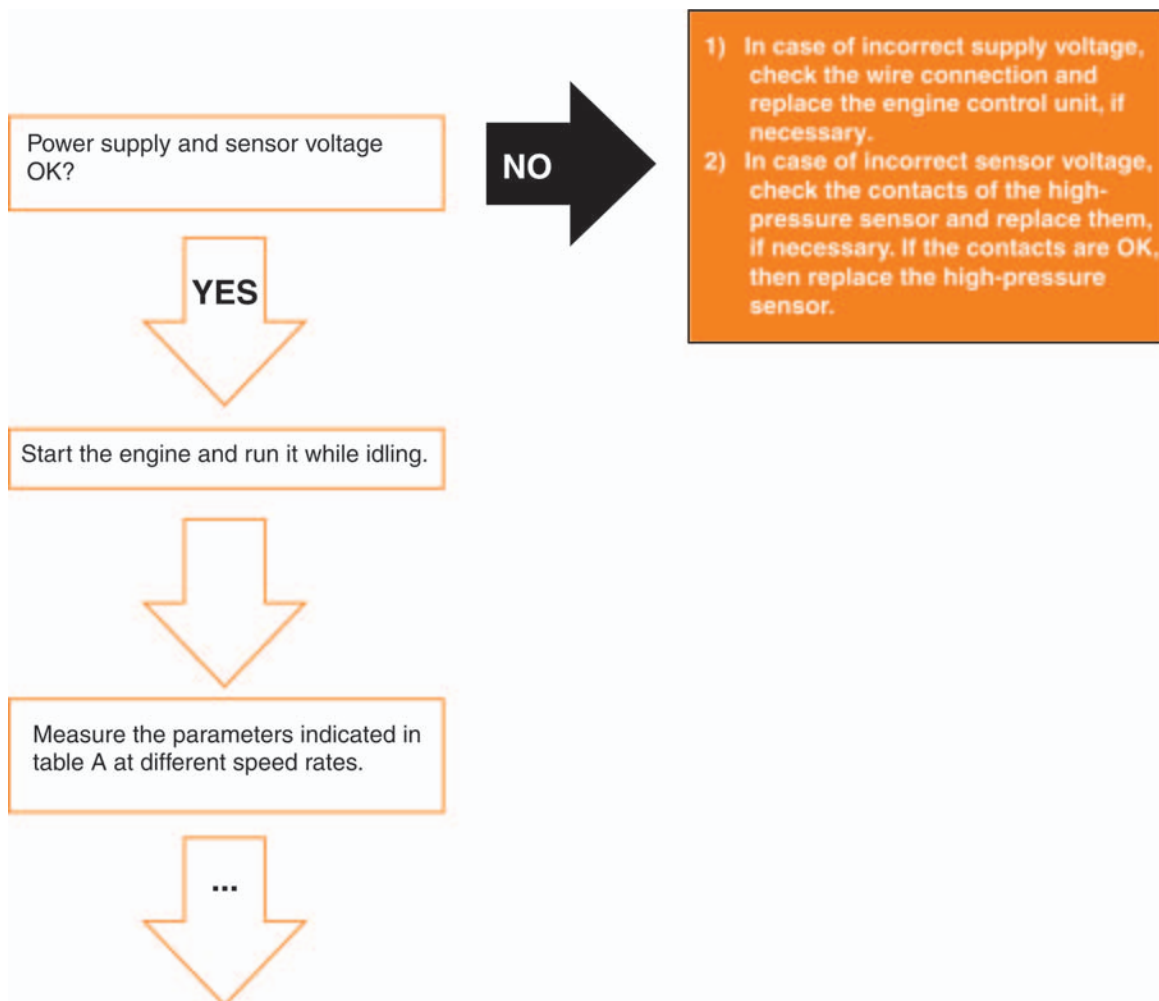 Power supply and sensor voltage
OK?
NO
1) In case of incorrect supply voltage,
check the wire connection and
replace the engine control unit, if
necessary.
2) In case of incorrect sensor voltage,
check the contacts of the high-
pressure sensor and replace them,
if necessary. If the contacts are OK,
then replace the high-pressure
sensor.
YES
Start the engine and run it while idling.
Measure the parameters indicated in
table A at different speed rates.
...